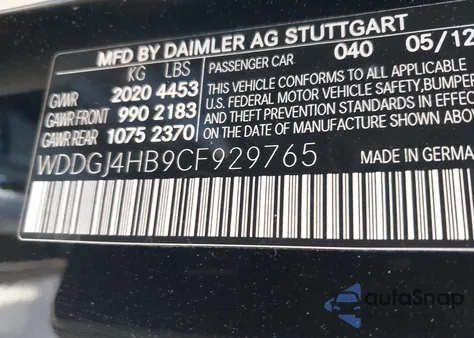 MFD BY DAIMLER AG STUTTGART
KG LBS PASSENGER CAR 040 05/12
GVWR 2020 4453
GAWR FRONT 990 2183
GAWR REAR 1075 2370
THIS VEHICLE CONFORMS TO ALL APPLICABLE
U.S. FEDERAL MOTOR VEHICLE SAFETY, BUMPER
AND THEFT PREVENTION STANDARDS IN
EFFECT ON THE DATE OF MANUFACTURE
SHOWN ABOVE.
WDDGJ4HB9CF929765 MADE IN GERMA
autoSnap